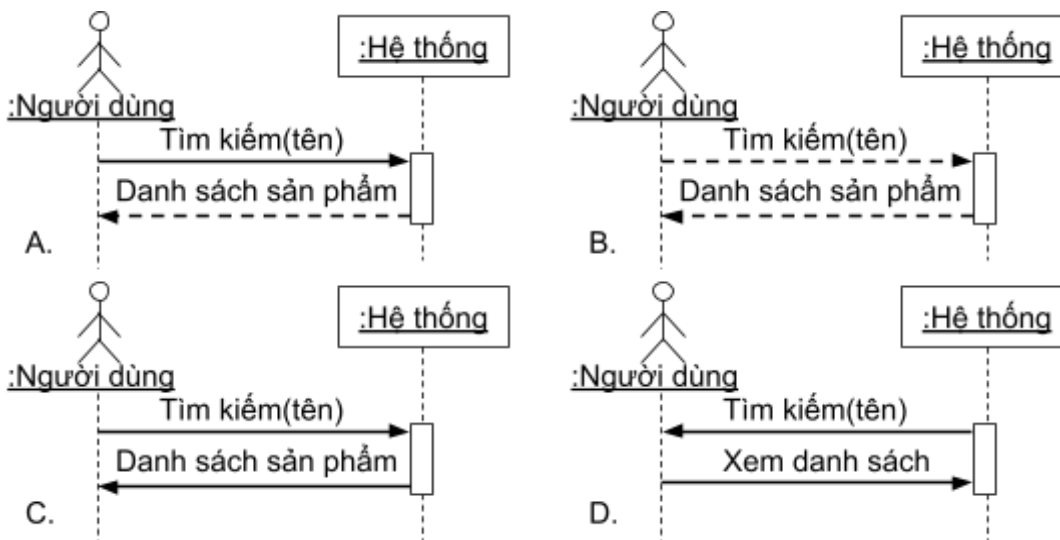 :Hệ thống
:Người dùng
Tìm kiếm(tên)
Danh sách sản phẩm
A.
:Hệ thống
:Người dùng
Tìm kiếm(tên)
Danh sách sản phẩm
B.
:Hệ thống
:Người dùng
Tìm kiếm(tên)
Danh sách sản phẩm
C.
:Hệ thống
:Người dùng
Tìm kiếm(tên)
Xem danh sách
D.